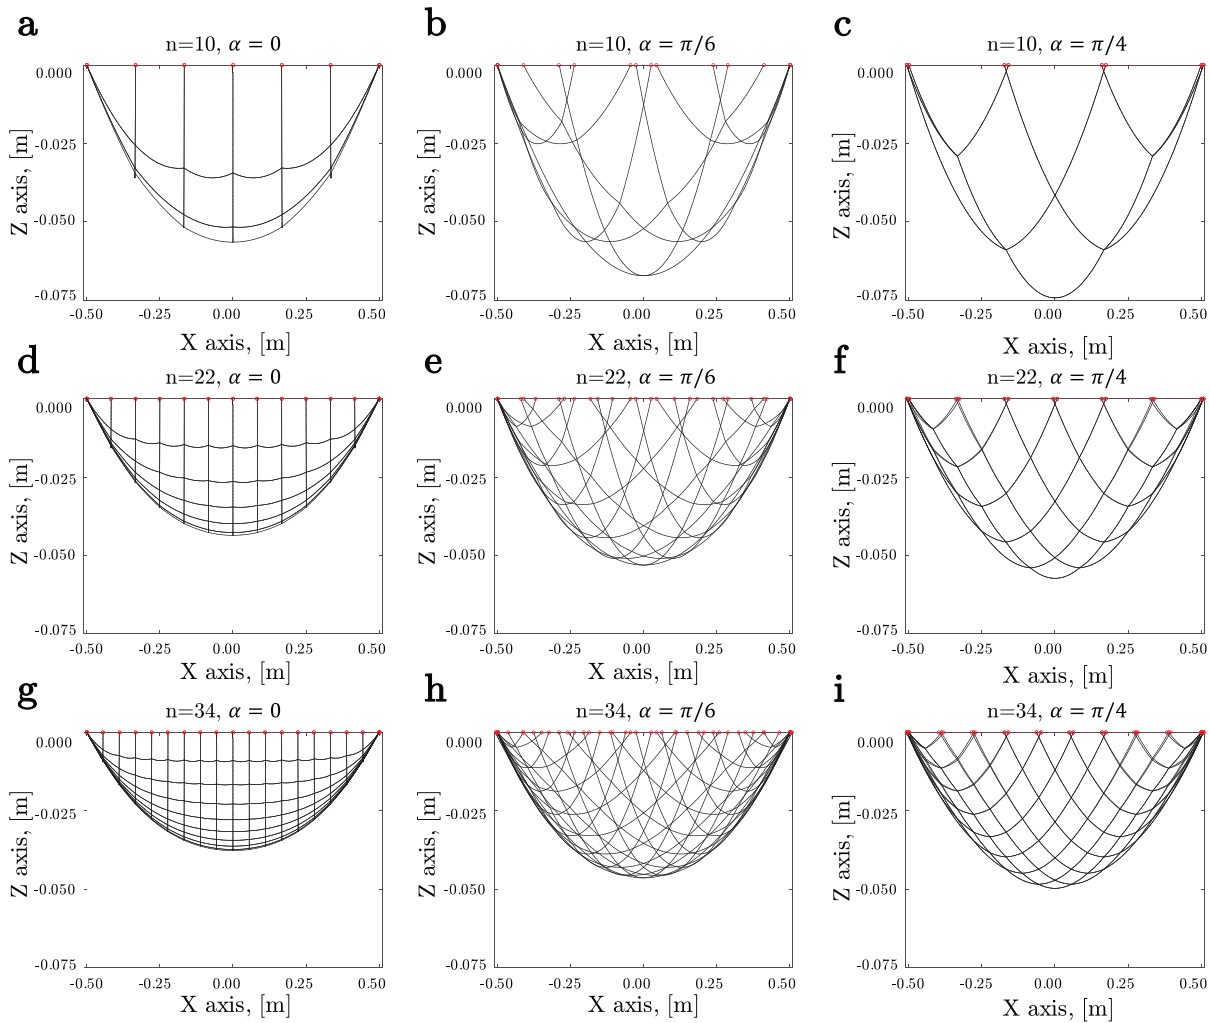 a
n=10, α = 0
0.000
-0.025
-0.050
-0.075
Z axis, [m]
-0.50 -0.25 0.00 0.25 0.50
X axis, [m]
b
n=10, α = π/6
0.000
-0.025
-0.050
-0.075
Z axis, [m]
-0.50 -0.25 0.00 0.25 0.50
X axis, [m]
c
n=10, α = π/4
0.000
-0.025
-0.050
-0.075
Z axis, [m]
-0.50 -0.25 0.00 0.25 0.50
X axis, [m]
d
n=22, α = 0
0.000
-0.025
-0.050
-0.075
Z axis, [m]
-0.50 -0.25 0.00 0.25 0.50
X axis, [m]
e
n=22, α = π/6
0.000
-0.025
-0.050
-0.075
Z axis, [m]
-0.50 -0.25 0.00 0.25 0.50
X axis, [m]
f
n=22, α = π/4
0.000
-0.025
-0.050
-0.075
Z axis, [m]
-0.50 -0.25 0.00 0.25 0.50
X axis, [m]
g
n=34, α = 0
0.000
-0.025
-0.050
-0.075
Z axis, [m]
-0.50 -0.25 0.00 0.25 0.50
X axis, [m]
h
n=34, α = π/6
0.000
-0.025
-0.050
-0.075
Z axis, [m]
-0.50 -0.25 0.00 0.25 0.50
X axis, [m]
i
n=34, α = π/4
0.000
-0.025
-0.050
-0.075
Z axis, [m]
-0.50 -0.25 0.00 0.25 0.50
X axis, [m]